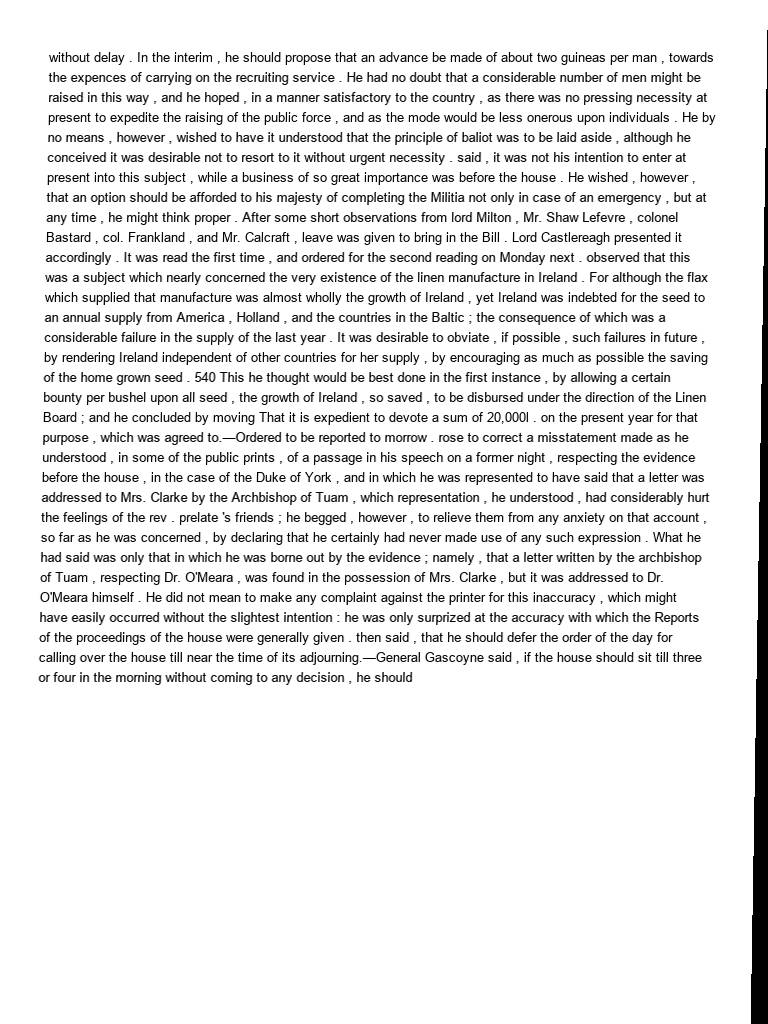 without delay . In the interim , he should propose that an advance be made of about two guineas per man , towards
the expences of carrying on the recruiting service . He had no doubt that a considerable number of men might be
raised in this way , and he hoped , in a manner satisfactory to the country , as there was no pressing necessity at
present to expedite the raising of the public force , and as the mode would be less onerous upon individuals . He by
no means , however , wished to have it understood that the principle of baliot was to be laid aside , although he
conceived it was desirable not to resort to it without urgent necessity . said , it was not his intention to enter at
present into this subject , while a business of so great importance was before the house . He wished , however ,
that an option should be afforded to his majesty of completing the Militia not only in case of an emergency , but at
any time , he might think proper . After some short observations from lord Milton , Mr. Shaw Lefevre , colonel
Bastard , col. Frankland , and Mr. Calcraft , leave was given to bring in the Bill . Lord Castlereagh presented it
accordingly . It was read the first time , and ordered for the second reading on Monday next . observed that this
was a subject which nearly concerned the very existence of the linen manufacture in Ireland . For although the flax
which supplied that manufacture was almost wholly the growth of Ireland , yet Ireland was indebted for the seed to
an annual supply from America , Holland , and the countries in the Baltic ; the consequence of which was a
considerable failure in the supply of the last year . It was desirable to obviate , if possible , such failures in future ,
by rendering Ireland independent of other countries for her supply , by encouraging as much as possible the saving
of the home grown seed . 540 This he thought would be best done in the first instance , by allowing a certain
bounty per bushel upon all seed , the growth of Ireland , so saved , to be disbursed under the direction of the Linen
Board ; and he concluded by moving That it is expedient to devote a sum of 20,000l . on the present year for that
purpose , which was agreed to.—Ordered to be reported to morrow . rose to correct a misstatement made as he
understood , in some of the public prints , of a passage in his speech on a former night , respecting the evidence
before the house , in the case of the Duke of York , and in which he was represented to have said that a letter was
addressed to Mrs. Clarke by the Archbishop of Tuam , which representation , he understood , had considerably hurt
the feelings of the rev . prelate 's friends ; he begged , however , to relieve them from any anxiety on that account ,
so far as he was concerned , by declaring that he certainly had never made use of any such expression . What he
had said was only that in which he was borne out by the evidence ; namely , that a letter written by the archbishop
of Tuam , respecting Dr. O'Meara , was found in the possession of Mrs. Clarke , but it was addressed to Dr.
O'Meara himself . He did not mean to make any complaint against the printer for this inaccuracy , which might
have easily occurred without the slightest intention : he was only surprized at the accuracy with which the Reports
of the proceedings of the house were generally given . then said , that he should defer the order of the day for
calling over the house till near the time of its adjourning.—General Gascoyne said , if the house should sit till three
or four in the morning without coming to any decision , he should